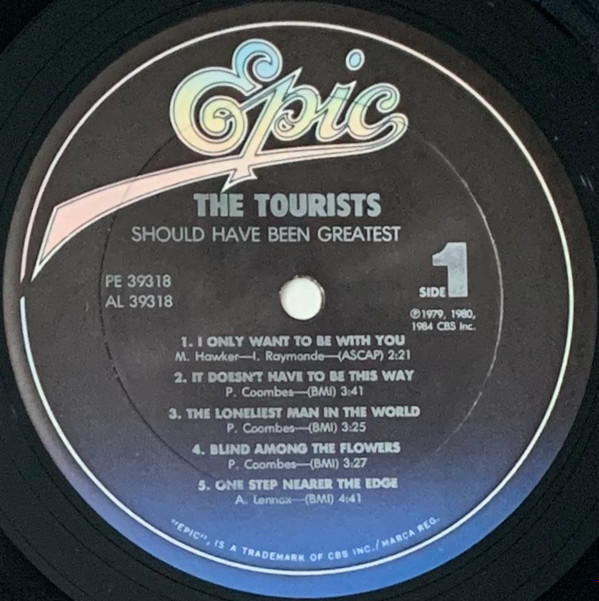 Epic
THE TOURISTS
SHOULD HAVE BEEN GREATEST
PE 39318
AL 39318
SIDE 1
℗1979, 1980,
1984 CBS Inc.
1. I ONLY WANT TO BE WITH YOU
M. Hawker—I. Raymonde—(ASCAP) 2:21
2. IT DOESN'T HAVE TO BE THIS WAY
P. Coombes—(BMI) 3:41
3. THE LONELIEST MAN IN THE WORLD
P. Coombes—(BMI) 3:25
4. BLIND AMONG THE FLOWERS
P. Coombes—(BMI) 3:27
5. ONE STEP NEARER THE EDGE
A. Lennox—(BMI) 4:41
"EPIC", IS A TRADEMARK OF CBS INC./MARCA REG.